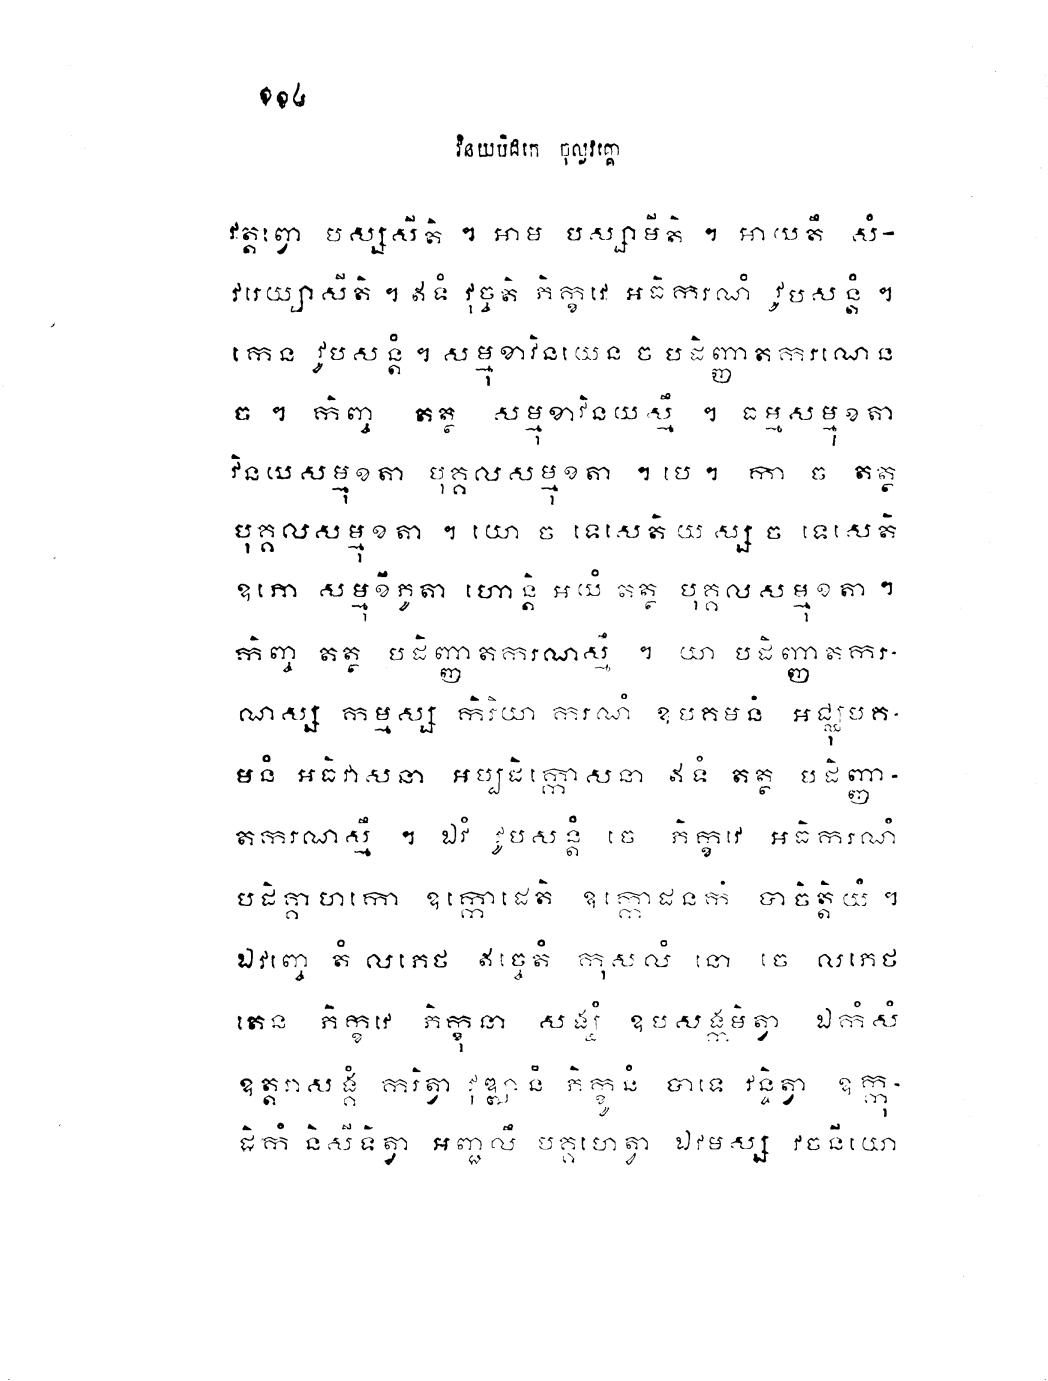 ១១៤
វិនយបិដកេ ចុល្លវគ្គោ
វត្តព្វោ បស្សសីតិ ។ អាម បស្សាមីតិ ។ អាយតឹ សំ-
វរេយ្យាសីតិ ។ ឥទំ វុច្ចតិ ភិក្ខវេ អធិករណំ វូបសន្តំ ។
កេន វូបសន្តំ ។ សម្មុខាវិនយេន ច បដិញ្ញាតករណេន
ច ។ កិញ្ច តត្ថ សម្មុខាវិនយស្មឹ ។ ធម្មសម្មុខតា
វិនយសម្មុខតា បុគ្គលសម្មុខតា ។បេ។ កា ច តត្ថ
បុគ្គលសម្មុខតា ។ យោ ច ទេសេតិ យស្ស ច ទេសេតិ
ឧភោ សម្មុខីភូតា ហោន្តិ អយំ តត្ថ បុគ្គលសម្មុខតា ។
កិញ្ច តត្ថ បដិញ្ញាតករណស្មឹ ។ យា បដិញ្ញាតករ-
ណស្ស កម្មស្ស កិរិយា ករណំ ឧបគមនំ អជ្ឈុបគ-
មនំ អធិវាសនា អប្បដិក្កោសនា ឥទំ តត្ថ បដិញ្ញា-
តករណស្មឹ ។ ឯវំ វូបសន្តំ ចេ ភិក្ខវេ អធិករណំ
បដិគ្គាហកោ ឧក្កោដេតិ ឧក្កោដនកំ បាចិត្តិយំ ។
ឯវញ្ចេ តំ លភេថ ឥច្ចេតំ កុសលំ នោ ចេ លភេថ
តេន ភិក្ខវេ ភិក្ខុនា សង្ឃំ ឧបសង្កមិត្វា ឯកំសំ
ឧត្តរាសង្គំ ករិត្វា វុឌ្ឍានំ ភិក្ខូនំ បាទេ វន្ទិត្វា ឧក្កុ-
ដិកំ និសីទិត្វា អញ្ជលឹ បគ្គហេត្វា ឯវមស្ស វចនីយោ